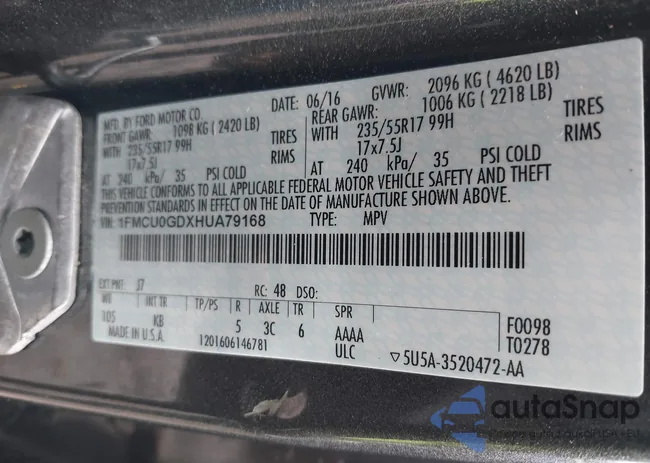 MFD. BY FORD MOTOR CO.
DATE: 06/16 GVWR: 2096 KG ( 4620 LB)
FRONT GAWR: 1098 KG ( 2420 LB)
REAR GAWR: 1006 KG ( 2218 LB)
WITH 235/55R17 99H TIRES
WITH 235/55R17 99H TIRES
17x7.5J RIMS
17x7.5J RIMS
AT 240 kPa/ 35 PSI COLD
AT 240 kPa/ 35 PSI COLD
THIS VEHICLE CONFORMS TO ALL APPLICABLE FEDERAL MOTOR VEHICLE SAFETY AND THEFT
PREVENTION STANDARDS IN EFFECT ON THE DATE OF MANUFACTURE SHOWN ABOVE.
VIN: 1FMCU0GDXHUA79168 TYPE: MPV
EXT PNT: J7 RC: 48 DSO:
WB INT TR TP/PS R AXLE TR SPR
105 KB 5 3C 6 AAAA F0098
MADE IN U.S.A. 1201606146781 ULC T0278
5U5A-3520472-AA
autoSnap